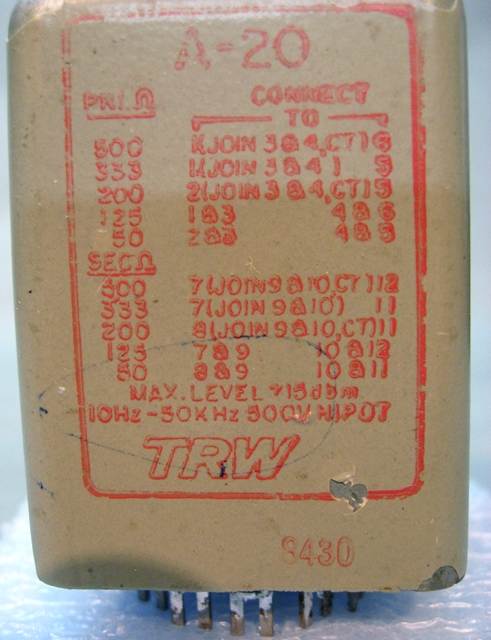 A-20
PRI. Ω CONNECT
TO
500 1(JOIN 3&4,CT)6
333 1(JOIN 3&4) 5
200 2(JOIN 3&4,CT)5
125 1&3 4&6
50 2&3 4&5
SEC Ω
500 7(JOIN 9&10,CT)12
333 7(JOIN 9&10) 11
200 8(JOIN 9&10,CT)11
125 7&9 10&12
50 8&9 10&11
MAX. LEVEL +15dBm
10Hz-50KHz 500V HIPOT
TRW
8430